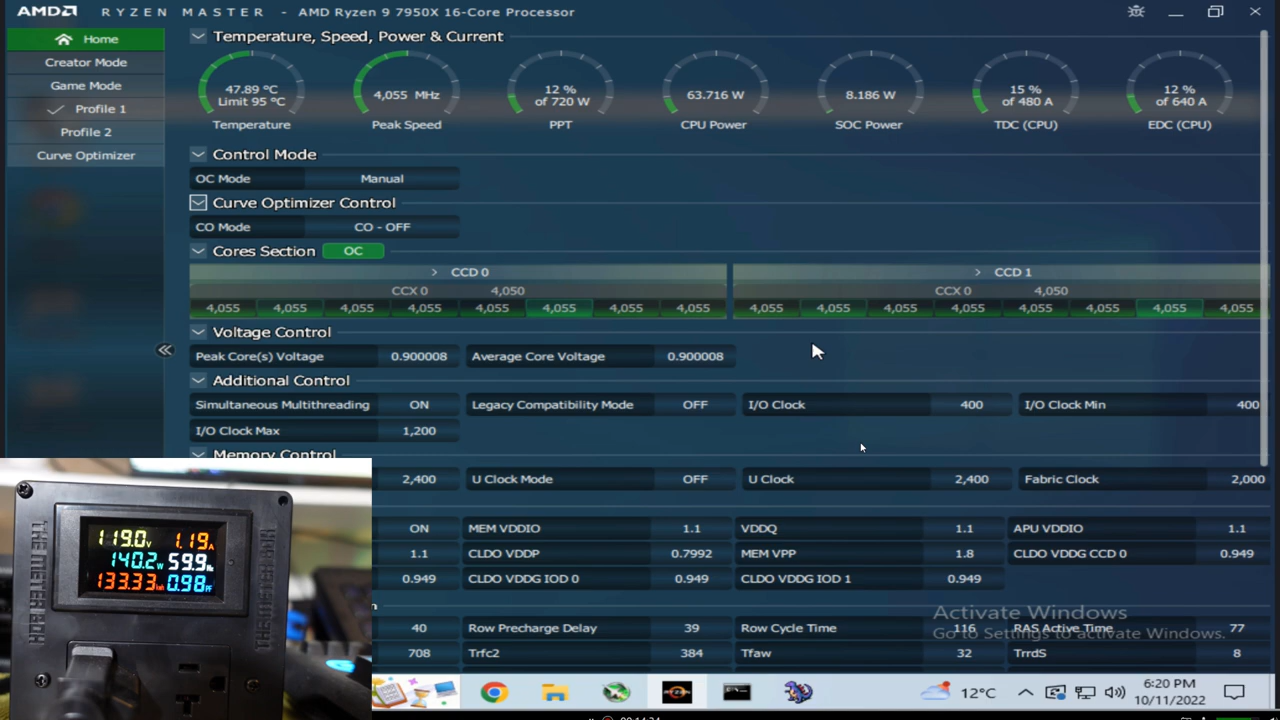 AMD RYZEN MASTER - AMD Ryzen 9 7950X 16-Core Processor
Home
Creator Mode
Game Mode
Profile 1
Profile 2
Curve Optimizer
Temperature, Speed, Power & Current
47.89 ºC 4,055 MHz 12 % 63.716 W 8.186 W 15 % 12 %
Limit 95 ºC of 720 W of 480 A of 640 A
Temperature Peak Speed PPT CPU Power SOC Power TDC (CPU) EDC (CPU)
Control Mode
OC Mode Manual
Curve Optimizer Control
CO Mode CO - OFF
Cores Section OC
> CCD 0 > CCD 1
CCX 0 4,050 CCX 0 4,050
4,055 4,055 4,055 4,055 4,055 4,055 4,055 4,055 4,055 4,055 4,055 4,055 4,055 4,055 4,055 4,055
Voltage Control
Peak Core(s) Voltage 0.900008 Average Core Voltage 0.900008
Additional Control
Simultaneous Multithreading ON Legacy Compatibility Mode OFF I/O Clock 400 I/O Clock Min 400
I/O Clock Max 1,200
Memory Control
2,400 U Clock Mode OFF U Clock 2,400 Fabric Clock 2,000
ON MEM VDDIO 1.1 VDDQ 1.1 APU VDDIO 1.1
1.1 CLDO VDDP 0.7992 MEM VPP 1.8 CLDO VDDG CCD 0 0.949
0.949 CLDO VDDG IOD 0 0.949 CLDO VDDG IOD 1 0.949
40 Row Precharge Delay 39 Row Cycle Time 116 RAS Active Time 77
708 Trfc2 384 Tfaw 32 TrrdS 8
Activate Windows
Go to Settings to activate Windows.
THE METER BOX
119.0V 1.19A
140.2W 59.9Hz
133.33kWh 0.98PF
THE METER BOX
12°C
6:20 PM
10/11/2022